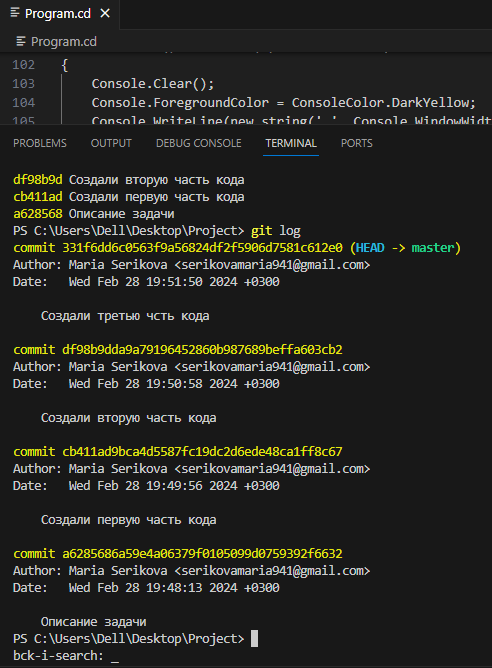 Program.cd
Program.cd
102 {
103 Console.Clear();
104 Console.ForegroundColor = ConsoleColor.DarkYellow;
105 Console.WriteLine(new string(' ', Console.WindowWidt
PROBLEMS OUTPUT DEBUG CONSOLE TERMINAL PORTS
df98b9d Создали вторую часть кода
cb411ad Создали первую часть кода
a628568 Описание задачи
PS C:\Users\Dell\Desktop\Project> git log
commit 331f6dd6c0563f9a56824df2f5906d7581c612e0 (HEAD -> master)
Author: Maria Serikova <serikovamaria941@gmail.com>
Date: Wed Feb 28 19:51:50 2024 +0300
Создали третью чсть кода
commit df98b9dda9a79196452860b987689beffa603cb2
Author: Maria Serikova <serikovamaria941@gmail.com>
Date: Wed Feb 28 19:50:58 2024 +0300
Создали вторую часть кода
commit cb411ad9bca4d5587fc19dc2d6ede48ca1ff8c67
Author: Maria Serikova <serikovamaria941@gmail.com>
Date: Wed Feb 28 19:49:56 2024 +0300
Создали первую часть кода
commit a6285686a59e4a06379f0105099d0759392f6632
Author: Maria Serikova <serikovamaria941@gmail.com>
Date: Wed Feb 28 19:48:13 2024 +0300
Описание задачи
PS C:\Users\Dell\Desktop\Project>
bck-i-search: _